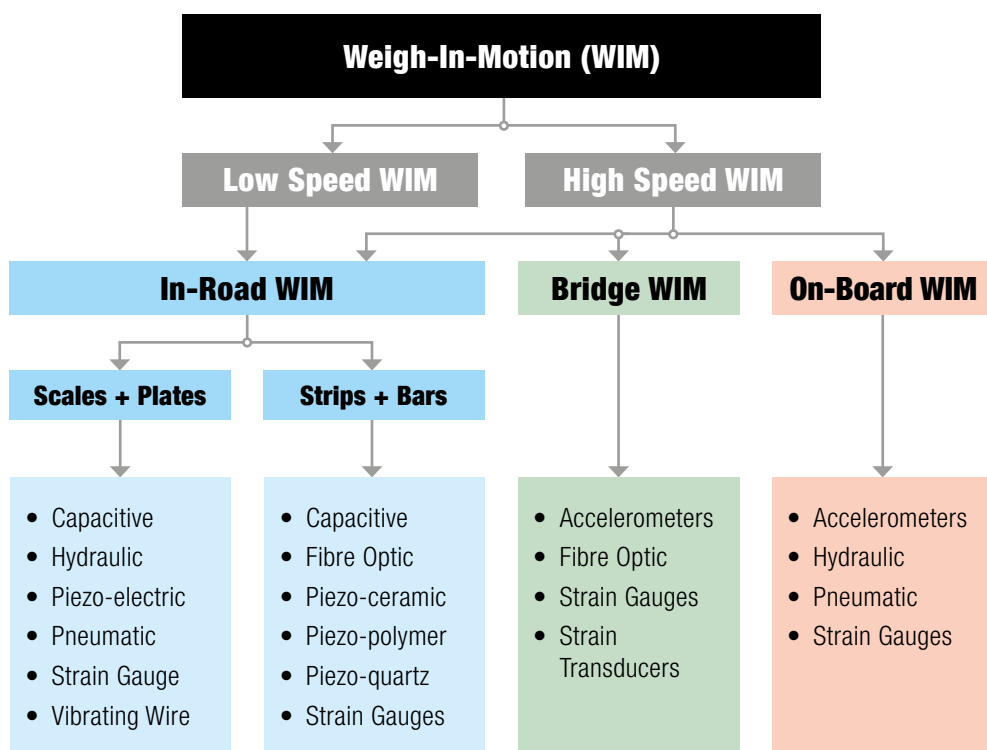 Weigh-In-Motion (WIM)
Low Speed WIM
High Speed WIM
In-Road WIM
Bridge WIM
On-Board WIM
Scales + Plates
Strips + Bars
• Capacitive
• Hydraulic
• Piezo-electric
• Pneumatic
• Strain Gauge
• Vibrating Wire
• Capacitive
• Fibre Optic
• Piezo-ceramic
• Piezo-polymer
• Piezo-quartz
• Strain Gauges
• Accelerometers
• Fibre Optic
• Strain Gauges
• Strain
Transducers
• Accelerometers
• Hydraulic
• Pneumatic
• Strain Gauges